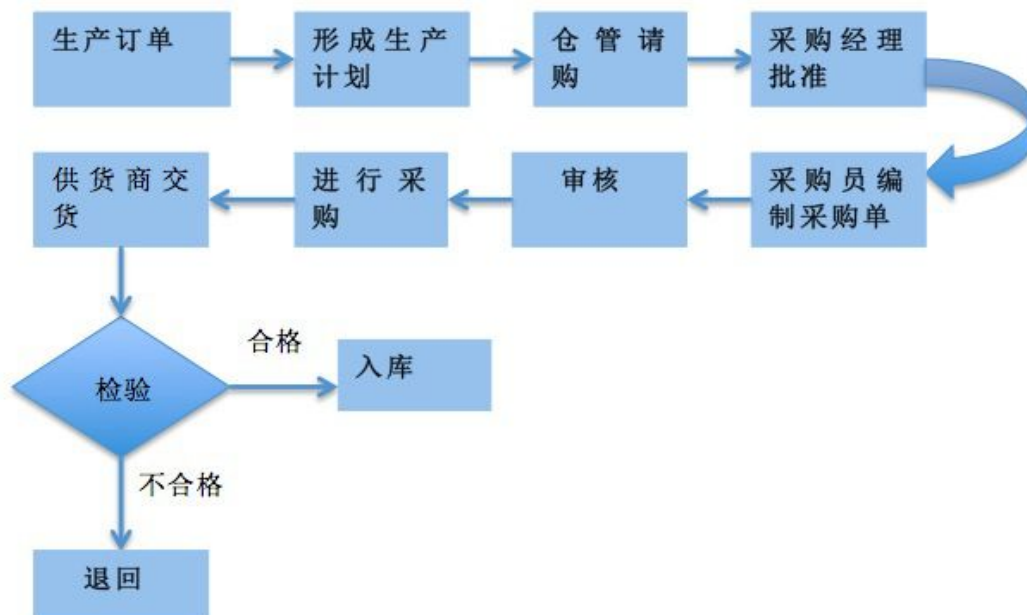 生产订单
形成生产
计划
仓管请
购
采购经理
批准
供货商交
货
进行采
购
审核
采购员编
制采购单
检验
合格
入库
不合格
退回